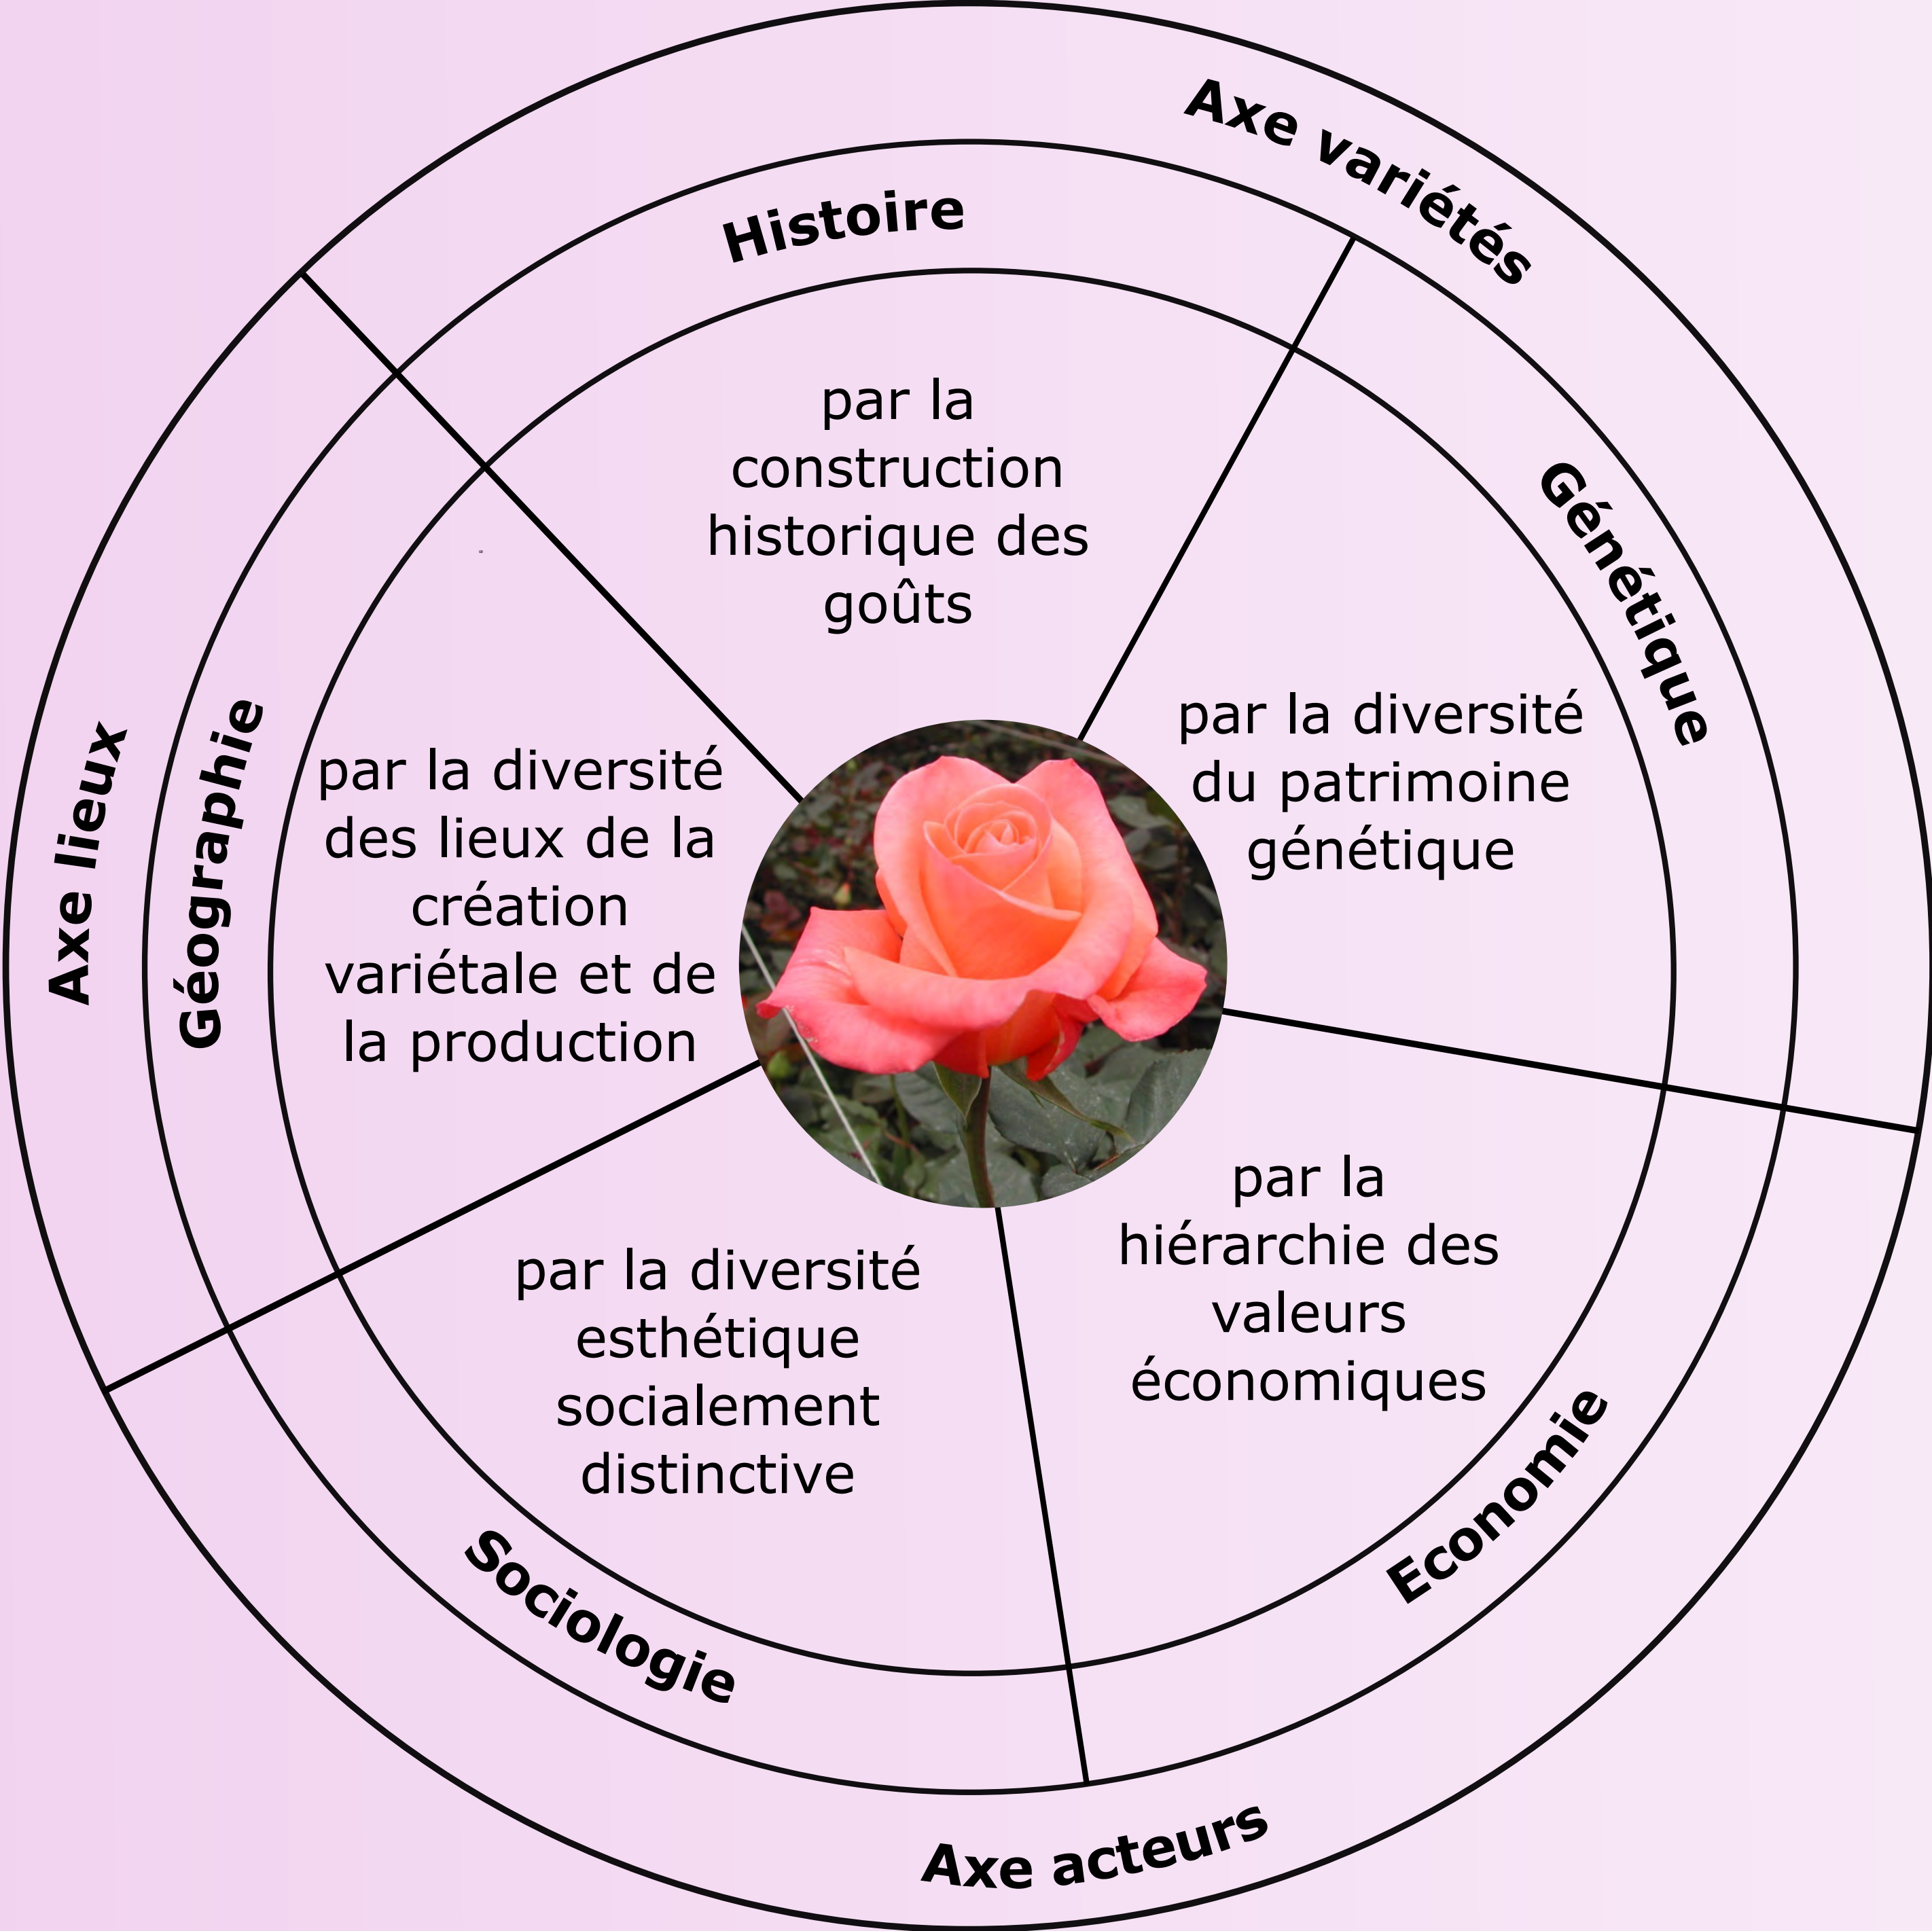 Axe variétés
Histoire
par la
construction
historique des
goûts
Génétique
par la diversité
du patrimoine
génétique
Axe lieux
Géographie
par la diversité
des lieux de la
création
variétale et de
la production
par la
hiérarchie des
valeurs
économiques
Economie
par la diversité
esthétique
socialement
distinctive
Sociologie
Axe acteurs